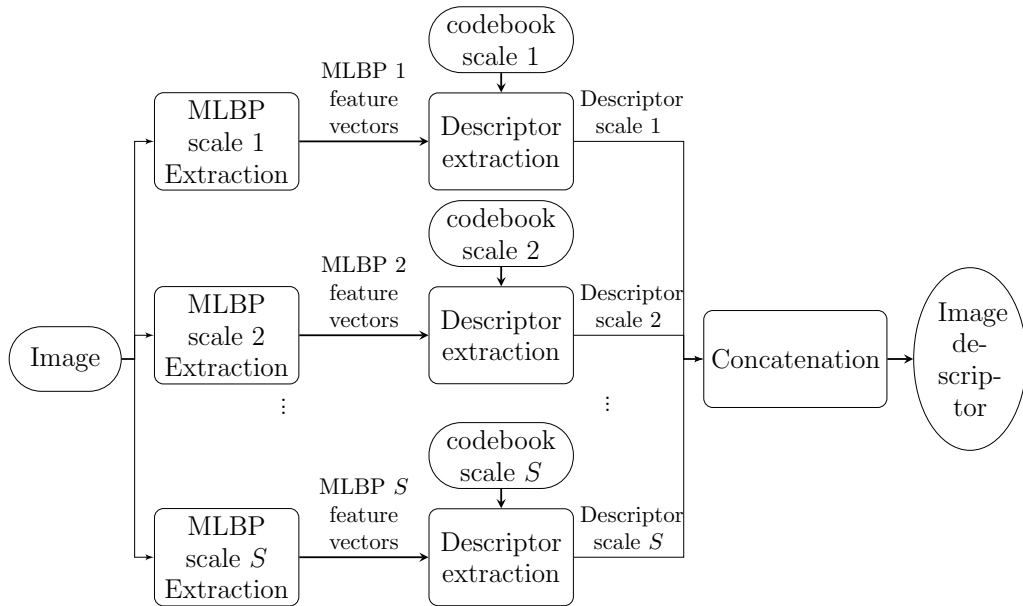 codebook
scale 1
MLBP 1
feature
vectors
MLBP
scale 1
Extraction
Descriptor
extraction
Descriptor
scale 1
codebook
scale 2
MLBP 2
feature
vectors
MLBP
scale 2
Extraction
Descriptor
extraction
Descriptor
scale 2
Image
Concatenation
Image
de-
scrip-
tor
⋮
⋮
codebook
scale S
MLBP S
feature
vectors
MLBP
scale S
Extraction
Descriptor
extraction
Descriptor
scale S